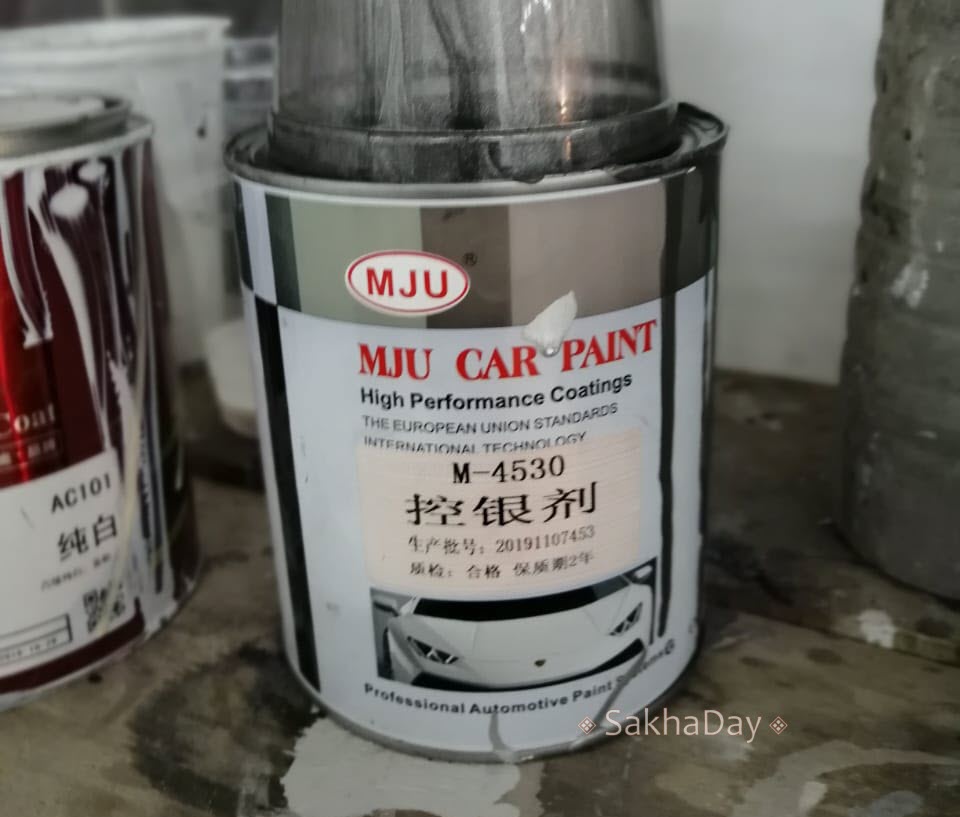 MJU ®
MJU CAR PAINT
High Performance Coatings
THE EUROPEAN UNION STANDARDS
INTERNATIONAL TECHNOLOGY
M-4530
控银剂
生产批号：20191107453
质检：合格 保质期2年
Professional Automotive Paint
Coat
AC101
纯白
SakhaDay